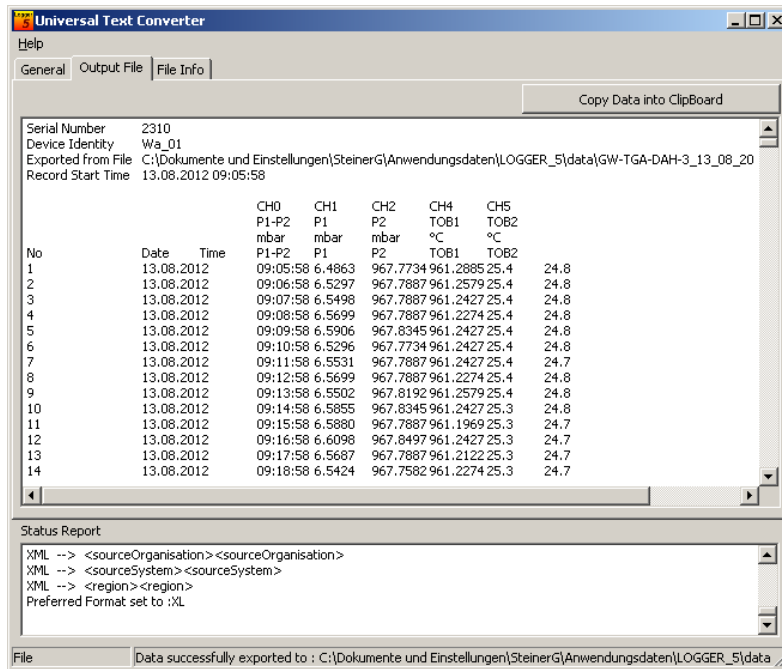 Logger
5 Universal Text Converter
Help
General Output File File Info
Copy Data into ClipBoard
Serial Number 2310
Device Identity Wa_01
Exported from File C:\Dokumente und Einstellungen\SteinerG\Anwendungsdaten\LOGGER_5\data\GW-TGA-DAH-3_13_08_20
Record Start Time 13.08.2012 09:05:58
CH0 CH1 CH2 CH4 CH5
P1-P2 P1 P2 TOB1 TOB2
mbar mbar mbar °C °C
No Date Time P1-P2 P1 P2 TOB1 TOB2
1 13.08.2012 09:05:58 6.4863 967.7734 961.2885 25.4 24.8
2 13.08.2012 09:06:58 6.5297 967.7887 961.2579 25.4 24.8
3 13.08.2012 09:07:58 6.5498 967.7887 961.2427 25.4 24.8
4 13.08.2012 09:08:58 6.5699 967.7887 961.2274 25.4 24.8
5 13.08.2012 09:09:58 6.5906 967.8345 961.2427 25.4 24.8
6 13.08.2012 09:10:58 6.5296 967.7734 961.2427 25.4 24.8
7 13.08.2012 09:11:58 6.5531 967.7887 961.2427 25.4 24.7
8 13.08.2012 09:12:58 6.5699 967.7887 961.2274 25.4 24.8
9 13.08.2012 09:13:58 6.5502 967.8192 961.2579 25.4 24.8
10 13.08.2012 09:14:58 6.5855 967.8345 961.2427 25.3 24.8
11 13.08.2012 09:15:58 6.5880 967.7887 961.1969 25.3 24.7
12 13.08.2012 09:16:58 6.6098 967.8497 961.2427 25.3 24.7
13 13.08.2012 09:17:58 6.5687 967.7887 961.2122 25.3 24.7
14 13.08.2012 09:18:58 6.5424 967.7582 961.2274 25.3 24.7
Status Report
XML --> <sourceOrganisation><sourceOrganisation>
XML --> <sourceSystem><sourceSystem>
XML --> <region><region>
Preferred Format set to :XL
File Data successfully exported to : C:\Dokumente und Einstellungen\SteinerG\Anwendungsdaten\LOGGER_5\data